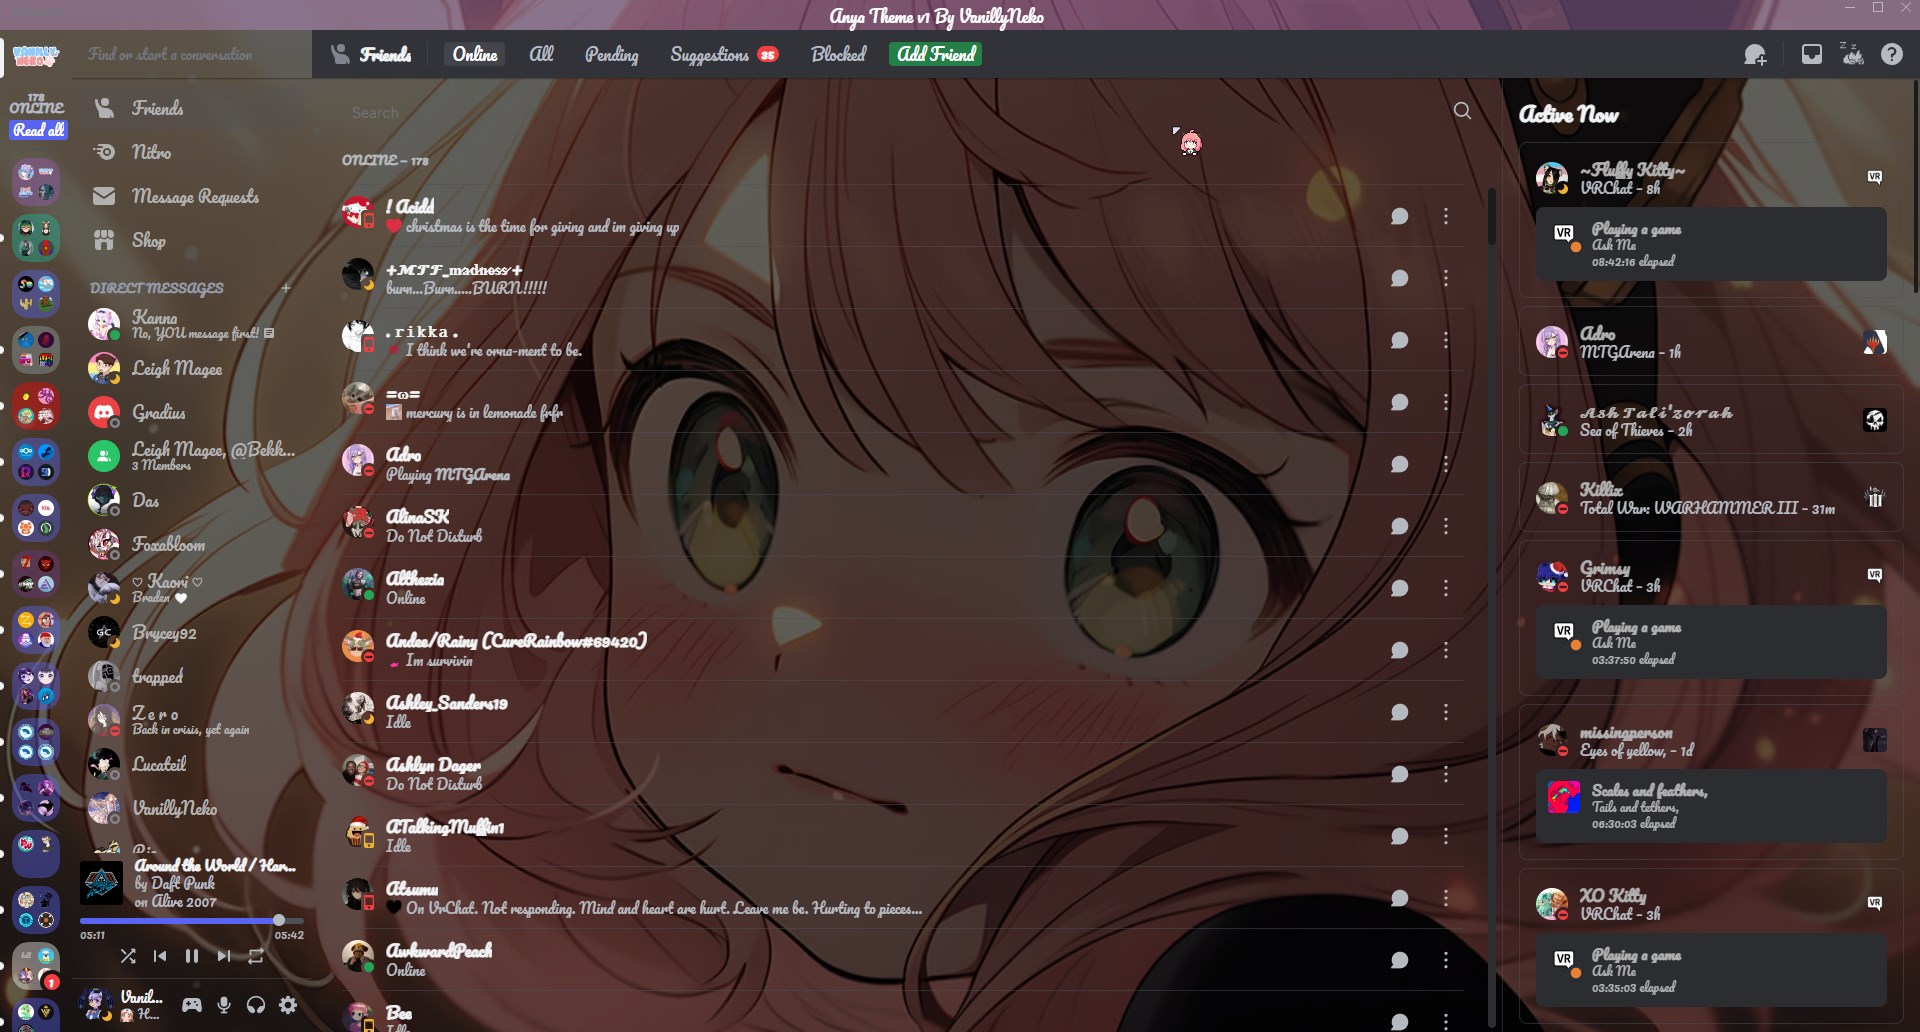 Anya Theme v1 By VanillyNeko
VANILLY NEKO
Find or start a conversation
Friends
Online
All
Pending
Suggestions 35
Blocked
Add Friend
178
ONLINE
Read all
Friends
Nitro
Message Requests
Shop
DIRECT MESSAGES
Kanna
No, YOU message first!
Leigh Magee
Gradius
Leigh Magee, @Bekk...
3 Members
Das
Foxabloom
♡ Kaori ♡
Braden 🤍
Brycey92
trapped
Z e r o
Back in crisis, yet again
Lucateil
VanillyNeko
Around the World / Har...
by Daft Punk
on Alive 2007
05:11
05:42
Vanil...
H...
1
Search
ONLINE – 178
! Acidd
christmas is the time for giving and im giving up
+𝓜𝓣𝓕_madness+
burn...Burn.....BURN!!!!!
. r i k k a .
I think we're orna-ment to be.
=ω=
mercury is in lemonade frfr
Adro
Playing MTGArena
AlinaSK
Do Not Disturb
Althexia
Online
Andee/Rainy (CureRainbow#69420)
Im survivin
Ashley_Sanders19
Idle
Ashlyn Dager
Do Not Disturb
ATalkingMuffin1
Idle
Atsumu
On VrChat. Not responding. Mind and heart are hurt. Leave me be. Hurting to pieces...
AwkwardPeach
Online
Bee
Idle
Active Now
~Fluffy Kitty~
VRChat – 8h
VR
VR
Playing a game
Ask Me
08:42:16 elapsed
Adro
MTGArena – 1h
𝓐𝓼𝓱 𝓣𝓪𝓵𝓲'𝔃𝓸𝓻𝓪𝓱
Sea of Thieves – 2h
Killix
Total War: WARHAMMER III – 31m
Grimsy
VRChat – 3h
VR
VR
Playing a game
Ask Me
03:37:50 elapsed
missingperson
Eyes of yellow, – 1d
Scales and feathers,
Tails and tethers,
06:30:03 elapsed
XO Kitty
VRChat – 3h
VR
VR
Playing a game
Ask Me
03:35:03 elapsed